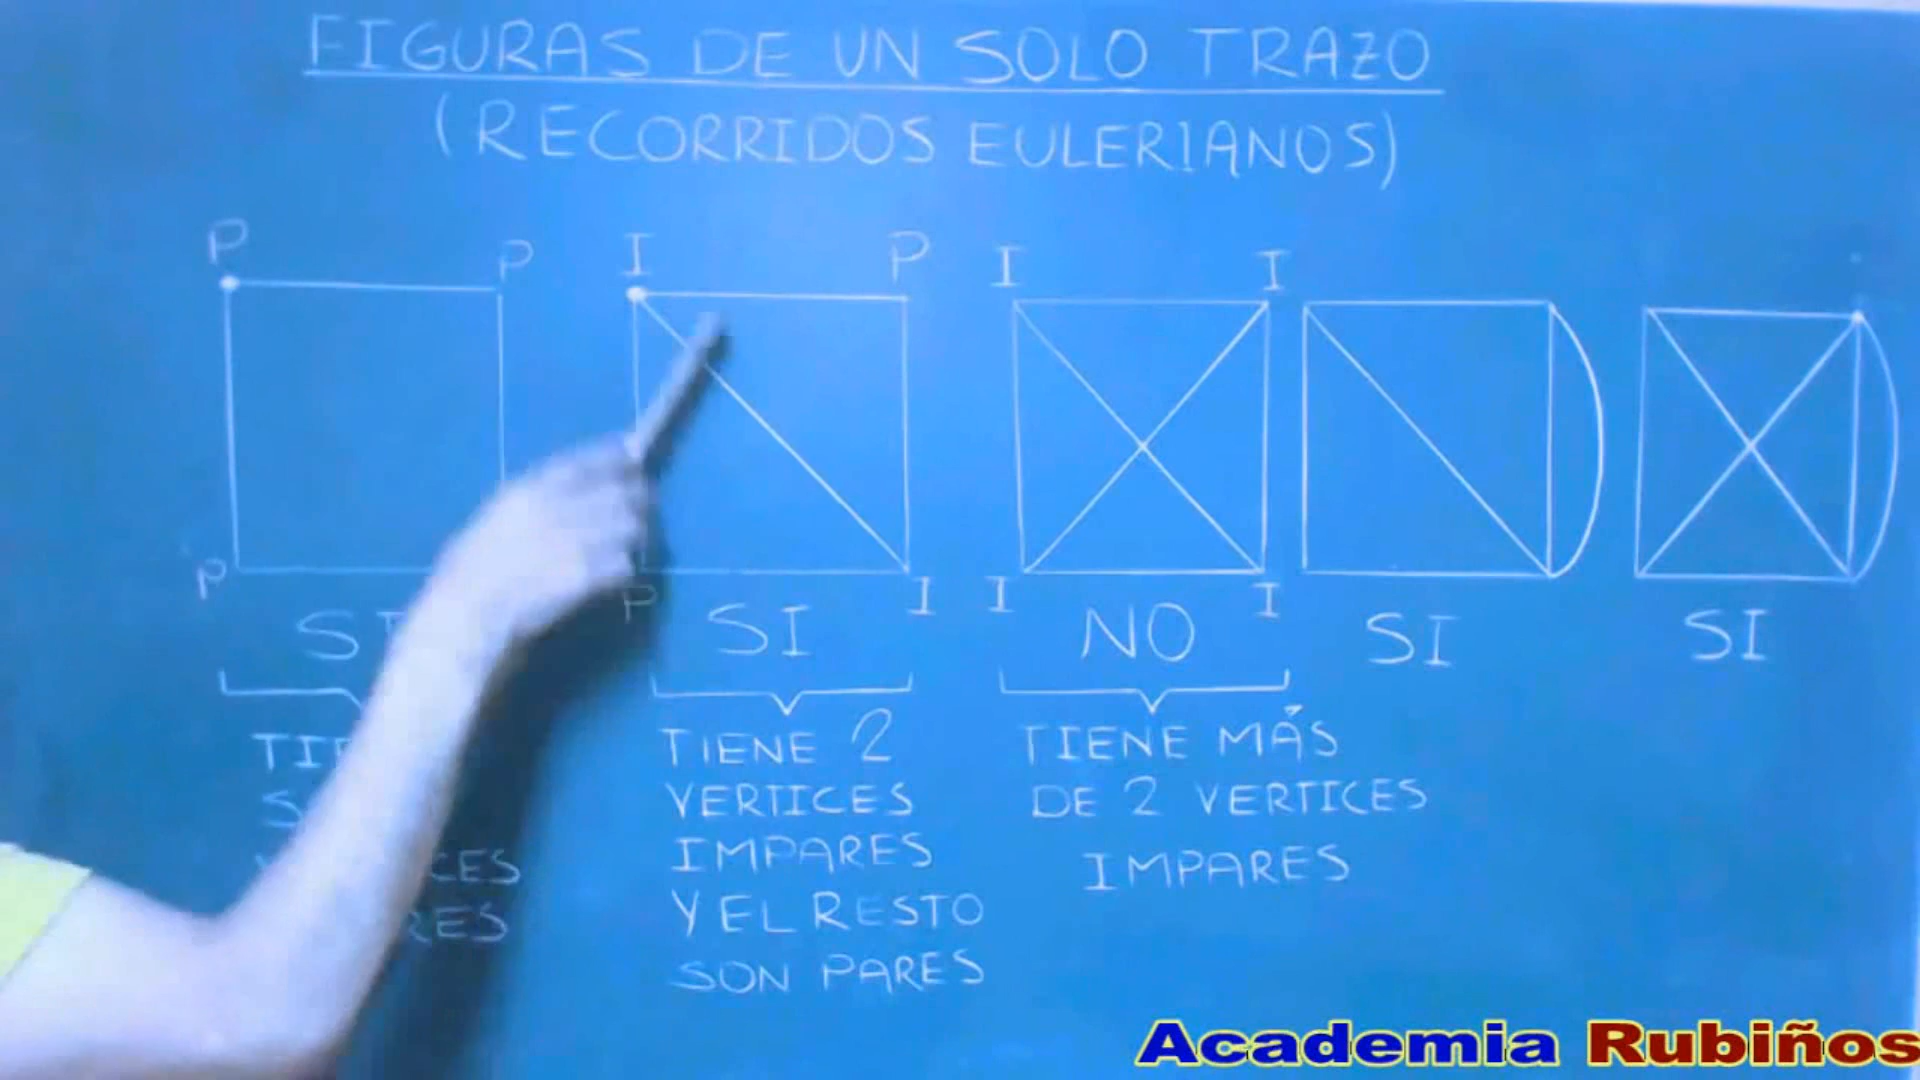 FIGURAS DE UN SOLO TRAZO
(RECORRIDOS EULERIANOS)
P P I P I I
P P I I I
SI NO SI SI
TIENE 2
VERTICES
IMPARES
Y EL RESTO
SON PARES
TIENE MÁS
DE 2 VERTICES
IMPARES
Academia Rubiños